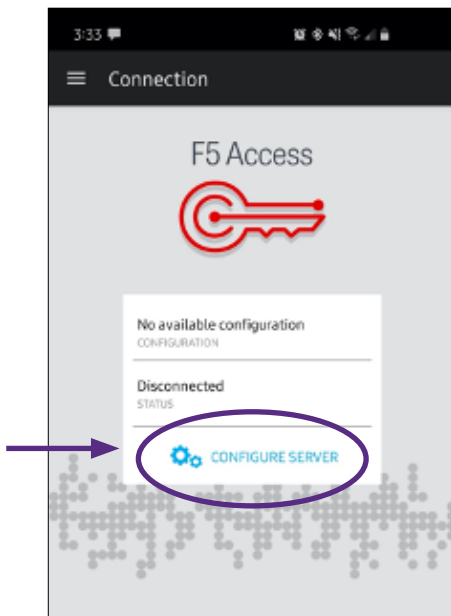 3:33
Connection
F5 Access
No available configuration
CONFIGURATION
Disconnected
STATUS
CONFIGURE SERVER